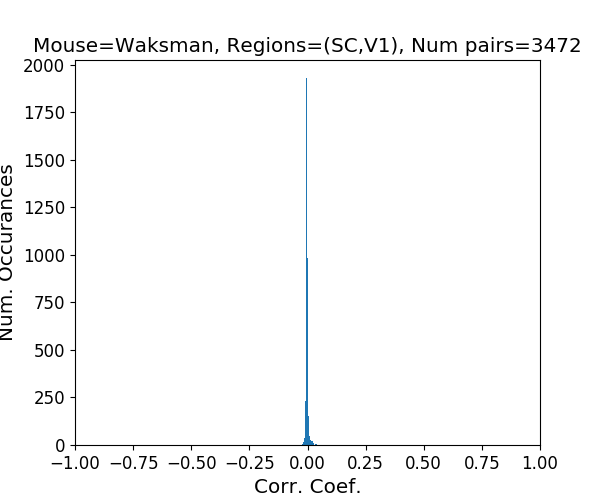 Mouse=Waksman, Regions=(SC,V1), Num pairs=3472
2000
1750
1500
1250
1000
750
500
250
0
Num. Occurances
−1.00 −0.75 −0.50 −0.25 0.00 0.25 0.50 0.75 1.00
Corr. Coef.